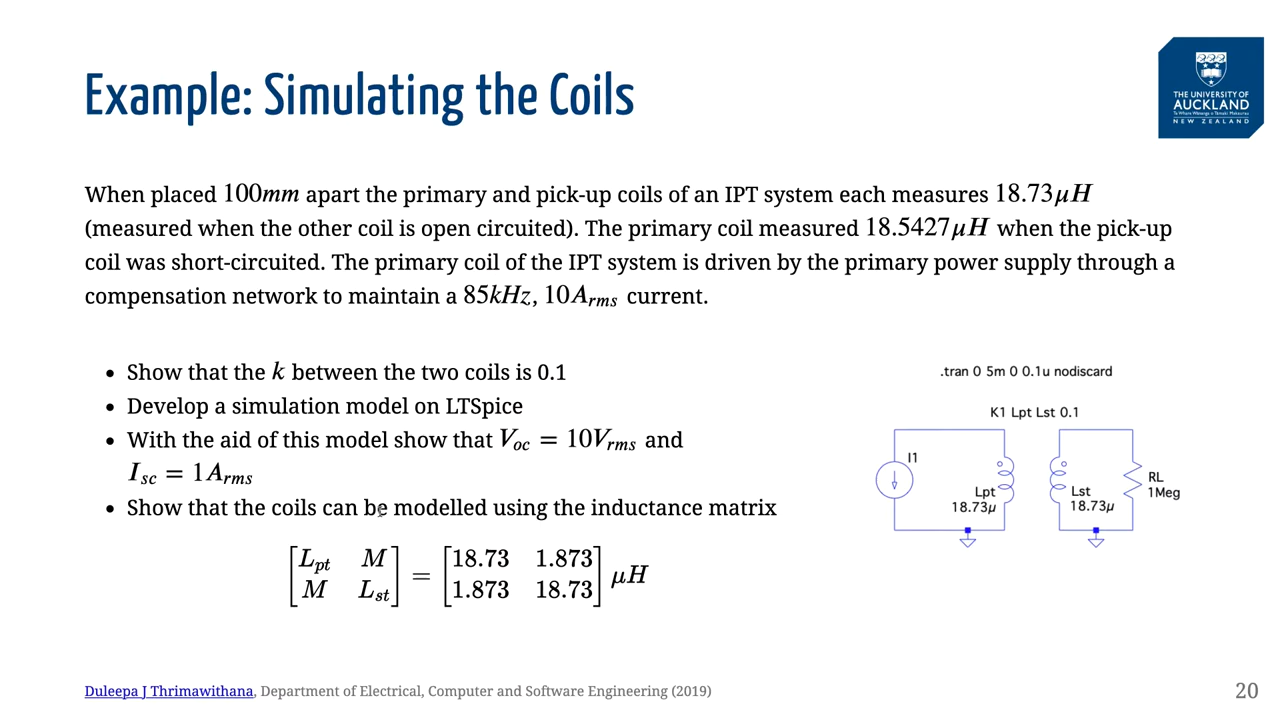 Example: Simulating the Coils
THE UNIVERSITY OF
AUCKLAND
Te Whare Wānanga o Tāmaki Makaurau
NEW ZEALAND
When placed 100mm apart the primary and pick-up coils of an IPT system each measures 18.73μH
(measured when the other coil is open circuited). The primary coil measured 18.5427μH when the pick-up
coil was short-circuited. The primary coil of the IPT system is driven by the primary power supply through a
compensation network to maintain a 85kHz, 10A_rms current.
• Show that the k between the two coils is 0.1
• Develop a simulation model on LTSpice
• With the aid of this model show that V_oc = 10V_rms and
I_sc = 1A_rms
• Show that the coils can be modelled using the inductance matrix
[L_pt M] = [18.73 1.873] μH
[M L_st] [1.873 18.73]
.tran 0 5m 0 0.1u nodiscard
K1 Lpt Lst 0.1
I1
Lpt
18.73μ
Lst
18.73μ
RL
1Meg
Duleepa J Thrimawithana, Department of Electrical, Computer and Software Engineering (2019)
20